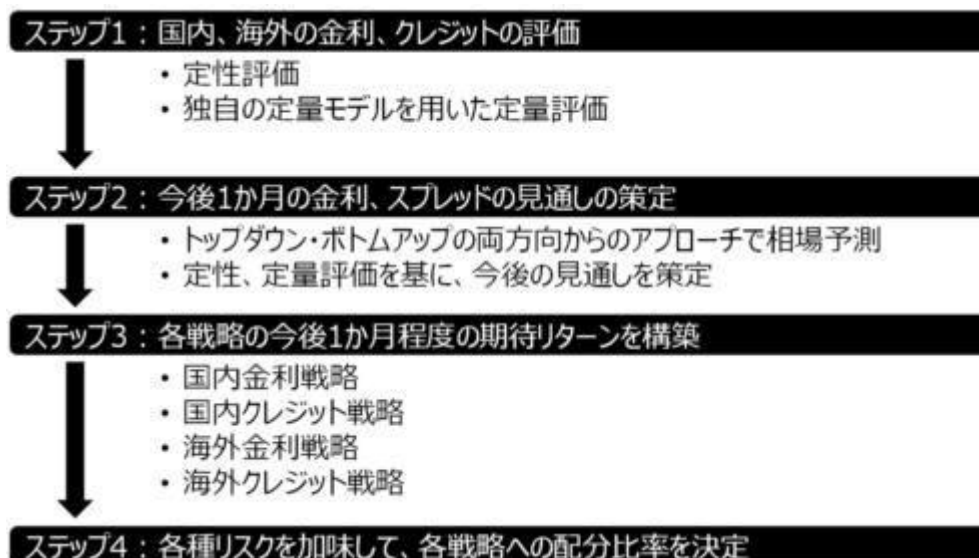 ステップ1：国内、海外の金利、クレジットの評価
・定性評価
・独自の定量モデルを用いた定量評価
ステップ2：今後1か月の金利、スプレッドの見通しの策定
・トップダウン・ボトムアップの両方向からのアプローチで相場予測
・定性、定量評価を基に、今後の見通しを策定
ステップ3：各戦略の今後1か月程度の期待リターンを構築
・国内金利戦略
・国内クレジット戦略
・海外金利戦略
・海外クレジット戦略
ステップ4：各種リスクを加味して、各戦略への配分比率を決定